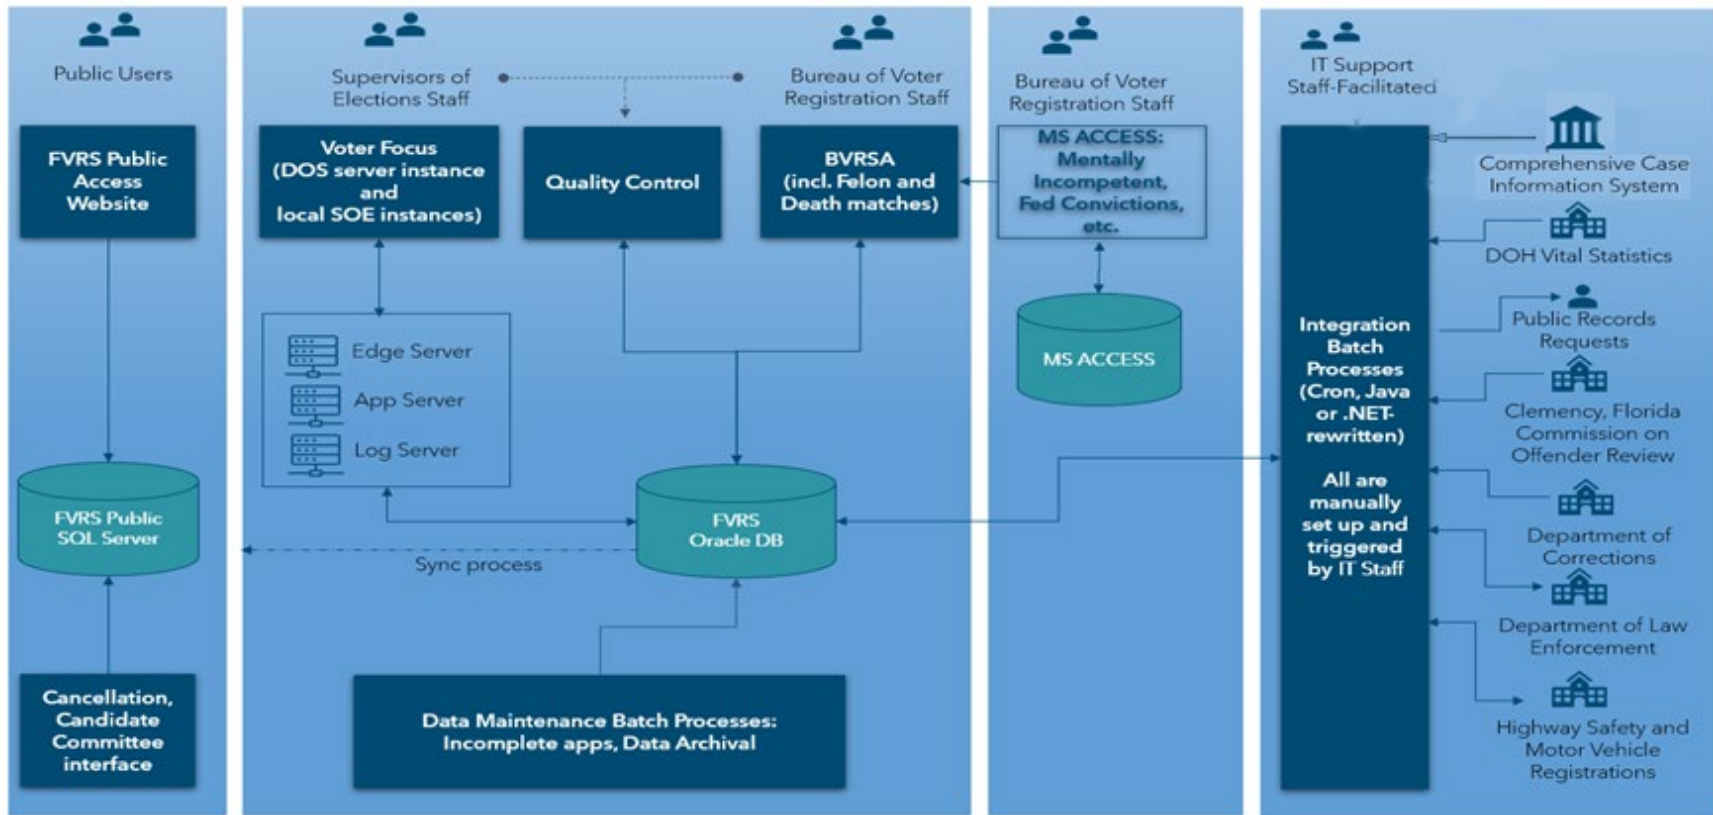 Public Users
FVRS Public
Access
Website
FVRS Public
SQL Server
Cancellation,
Candidate
Committee
interface
Supervisors of
Elections Staff
Bureau of Voter
Registration Staff
Voter Focus
(DOS server instance
and
local SOE instances)
Quality Control
BVRSA
(incl. Felon and
Death matches)
Edge Server
App Server
Log Server
FVRS
Oracle DB
Sync process
Data Maintenance Batch Processes:
Incomplete apps, Data Archival
Bureau of Voter
Registration Staff
MS ACCESS:
Mentally
Incompetent,
Fed Convictions,
etc.
MS ACCESS
IT Support
Staff-Facilitated
Integration
Batch
Processes
(Cron, Java
or .NET-
rewritten)
All are
manually
set up and
triggered
by IT Staff
Comprehensive Case
Information System
DOH Vital Statistics
Public Records
Requests
Clemency, Florida
Commission on
Offender Review
Department of
Corrections
Department of Law
Enforcement
Highway Safety and
Motor Vehicle
Registrations